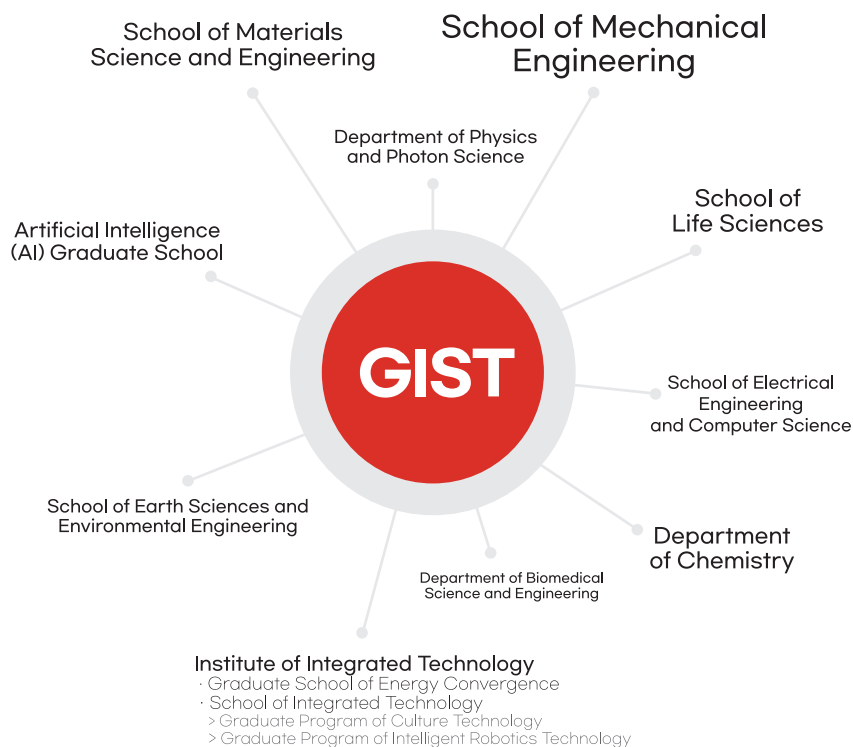 School of Materials
Science and Engineering
School of Mechanical
Engineering
Department of Physics
and Photon Science
School of
Life Sciences
Artificial Intelligence
(AI) Graduate School
GIST
School of Electrical
Engineering
and Computer Science
School of Earth Sciences and
Environmental Engineering
Department
of Chemistry
Department of Biomedical
Science and Engineering
Institute of Integrated Technology
· Graduate School of Energy Convergence
· School of Integrated Technology
> Graduate Program of Culture Technology
> Graduate Program of Intelligent Robotics Technology